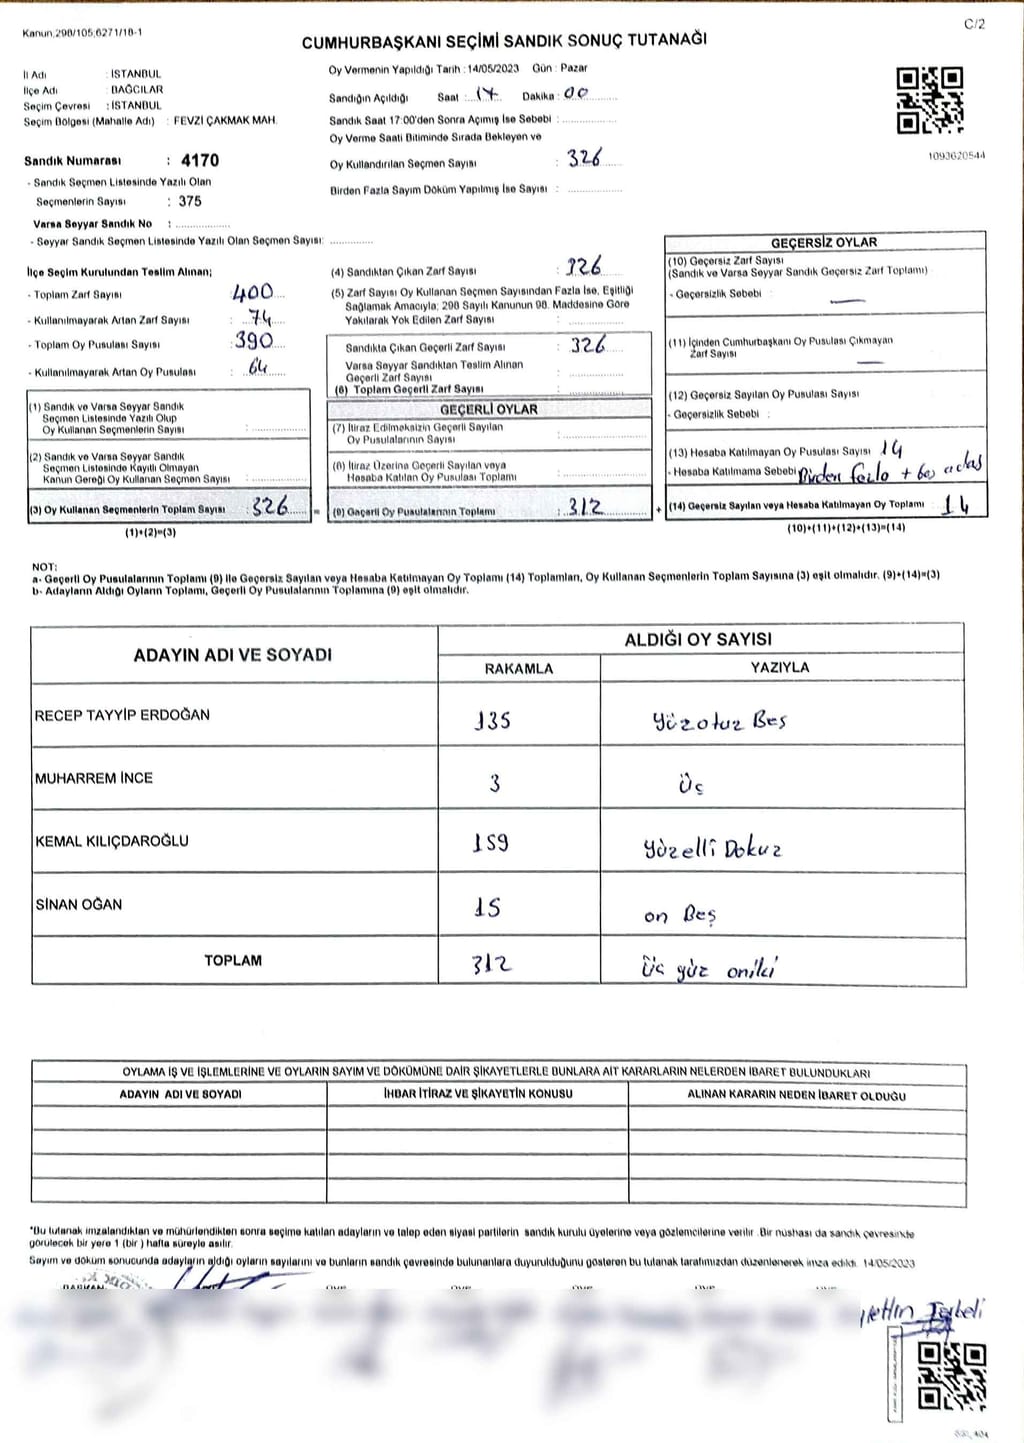 Kanun.298/105,6271/18-1
C/2
CUMHURBAŞKANI SEÇİMİ SANDIK SONUÇ TUTANAĞI
İl Adı : İSTANBUL
İlçe Adı : BAĞCILAR
Seçim Çevresi : İSTANBUL
Seçim Bölgesi (Mahalle Adı) : FEVZİ ÇAKMAK MAH.
Sandık Numarası : 4170
- Sandık Seçmen Listesinde Yazılı Olan
Seçmenlerin Sayısı : 375
Varsa Seyyar Sandık No :
- Seyyar Sandık Seçmen Listesinde Yazılı Olan Seçmen Sayısı:
Oy Vermenin Yapıldığı Tarih : 14/05/2023 Gün : Pazar
Sandığın Açıldığı Saat : 17 Dakika : 00
Sandık Saat 17:00'den Sonra Açımış İse Sebebi :
Oy Verme Saati Bitiminde Sırada Bekleyen ve
Oy Kullandırılan Seçmen Sayısı : 326
Birden Fazla Sayım Döküm Yapılmış İse Sayısı :
1093620544
İlçe Seçim Kurulundan Teslim Alınan;
- Toplam Zarf Sayısı : 400
- Kullanılmayarak Artan Zarf Sayısı : 74
- Toplam Oy Pusulası Sayısı : 390
- Kullanılmayarak Artan Oy Pusulası : 64
(1) Sandık ve Varsa Seyyar Sandık
Seçmen Listesinde Yazılı Olup
Oy Kullanan Seçmenlerin Sayısı :
(2) Sandık ve Varsa Seyyar Sandık
Seçmen Listesinde Kayıtlı Olmayan
Kanun Gereği Oy Kullanan Seçmen Sayısı :
(3) Oy Kullanan Seçmenlerin Toplam Sayısı : 326 =
(1)+(2)=(3)
(4) Sandıktan Çıkan Zarf Sayısı : 326
(5) Zarf Sayısı Oy Kullanan Seçmen Sayısından Fazla İse, Eşitliği
Sağlamak Amacıyla; 298 Sayılı Kanunun 98. Maddesine Göre
Yakılarak Yok Edilen Zarf Sayısı :
Sandıkta Çıkan Geçerli Zarf Sayısı : 326
Varsa Seyyar Sandıktan Teslim Alınan
Geçerli Zarf Sayısı :
(6) Toplam Geçerli Zarf Sayısı :
GEÇERLİ OYLAR
(7) İtiraz Edilmeksizin Geçerli Sayılan
Oy Pusulalarının Sayısı :
(8) İtiraz Üzerine Geçerli Sayılan veya
Hesaba Katılan Oy Pusulası Toplamı :
(9) Geçerli Oy Pusulalarının Toplamı : 312 +
GEÇERSİZ OYLAR
(10) Geçersiz Zarf Sayısı
(Sandık ve Varsa Seyyar Sandık Geçersiz Zarf Toplamı)
- Geçersizlik Sebebi :
(11) İçinden Cumhurbaşkanı Oy Pusulası Çıkmayan
Zarf Sayısı :
(12) Geçersiz Sayılan Oy Pusulası Sayısı
- Geçersizlik Sebebi :
(13) Hesaba Katılmayan Oy Pusulası Sayısı 14
- Hesaba Katılmama Sebebi Birden fazla + boş
(14) Geçersiz Sayılan veya Hesaba Katılmayan Oy Toplamı : 14
(10)+(11)+(12)+(13)=(14)
NOT:
a- Geçerli Oy Pusulalarının Toplamı (9) ile Geçersiz Sayılan veya Hesaba Katılmayan Oy Toplamı (14) Toplamları, Oy Kullanan Seçmenlerin Toplam Sayısına (3) eşit olmalıdır. (9)+(14)=(3)
b- Adayların Aldığı Oyların Toplamı, Geçerli Oy Pusulalarının Toplamına (9) eşit olmalıdır.
ADAYIN ADI VE SOYADI
ALDIĞI OY SAYISI
RAKAMLA YAZIYLA
RECEP TAYYİP ERDOĞAN 135 Yüzotuz Beş
MUHARREM İNCE 3 Üç
KEMAL KILIÇDAROĞLU 159 Yüzelli Dokuz
SİNAN OĞAN 15 on Beş
TOPLAM 312 Üç yüz oniki
OYLAMA İŞ VE İŞLEMLERİNE VE OYLARIN SAYIM VE DÖKÜMÜNE DAİR ŞİKAYETLERLE BUNLARA AİT KARARLARIN NELERDEN İBARET BULUNDUKLARI
ADAYIN ADI VE SOYADI İHBAR İTİRAZ VE ŞİKAYETİN KONUSU ALINAN KARARIN NEDEN İBARET OLDUĞU
*Bu tutanak imzalandıktan ve mühürlendikten sonra seçime katılan adayların ve talep eden siyasi partilerin sandık kurulu üyelerine veya gözlemcilerine verilir. Bir nüshası da sandık çevresinde
görülecek bir yere 1 (bir) hafta süreyle asılır.
Sayım ve döküm sonucunda adayların aldığı oyların sayılarını ve bunların sandık çevresinde bulunanlara duyurulduğunu gösteren bu tutanak tarafımızdan düzenlenerek imza edildi. 14/05/2023